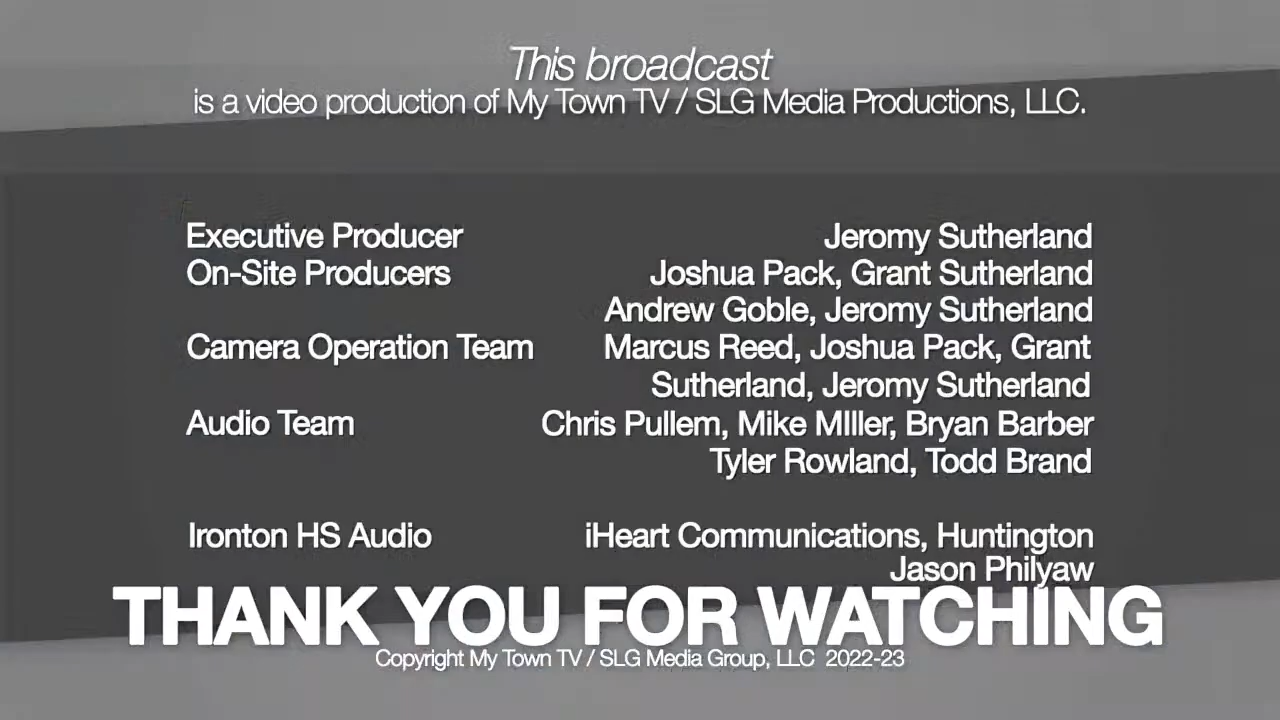 This broadcast
is a video production of My Town TV / SLG Media Productions, LLC.
Executive Producer Jeromy Sutherland
On-Site Producers Joshua Pack, Grant Sutherland
Andrew Goble, Jeromy Sutherland
Camera Operation Team Marcus Reed, Joshua Pack, Grant
Sutherland, Jeromy Sutherland
Audio Team Chris Pullem, Mike MIller, Bryan Barber
Tyler Rowland, Todd Brand
Ironton HS Audio iHeart Communications, Huntington
Jason Philyaw
THANK YOU FOR WATCHING
Copyright My Town TV / SLG Media Group, LLC 2022-23